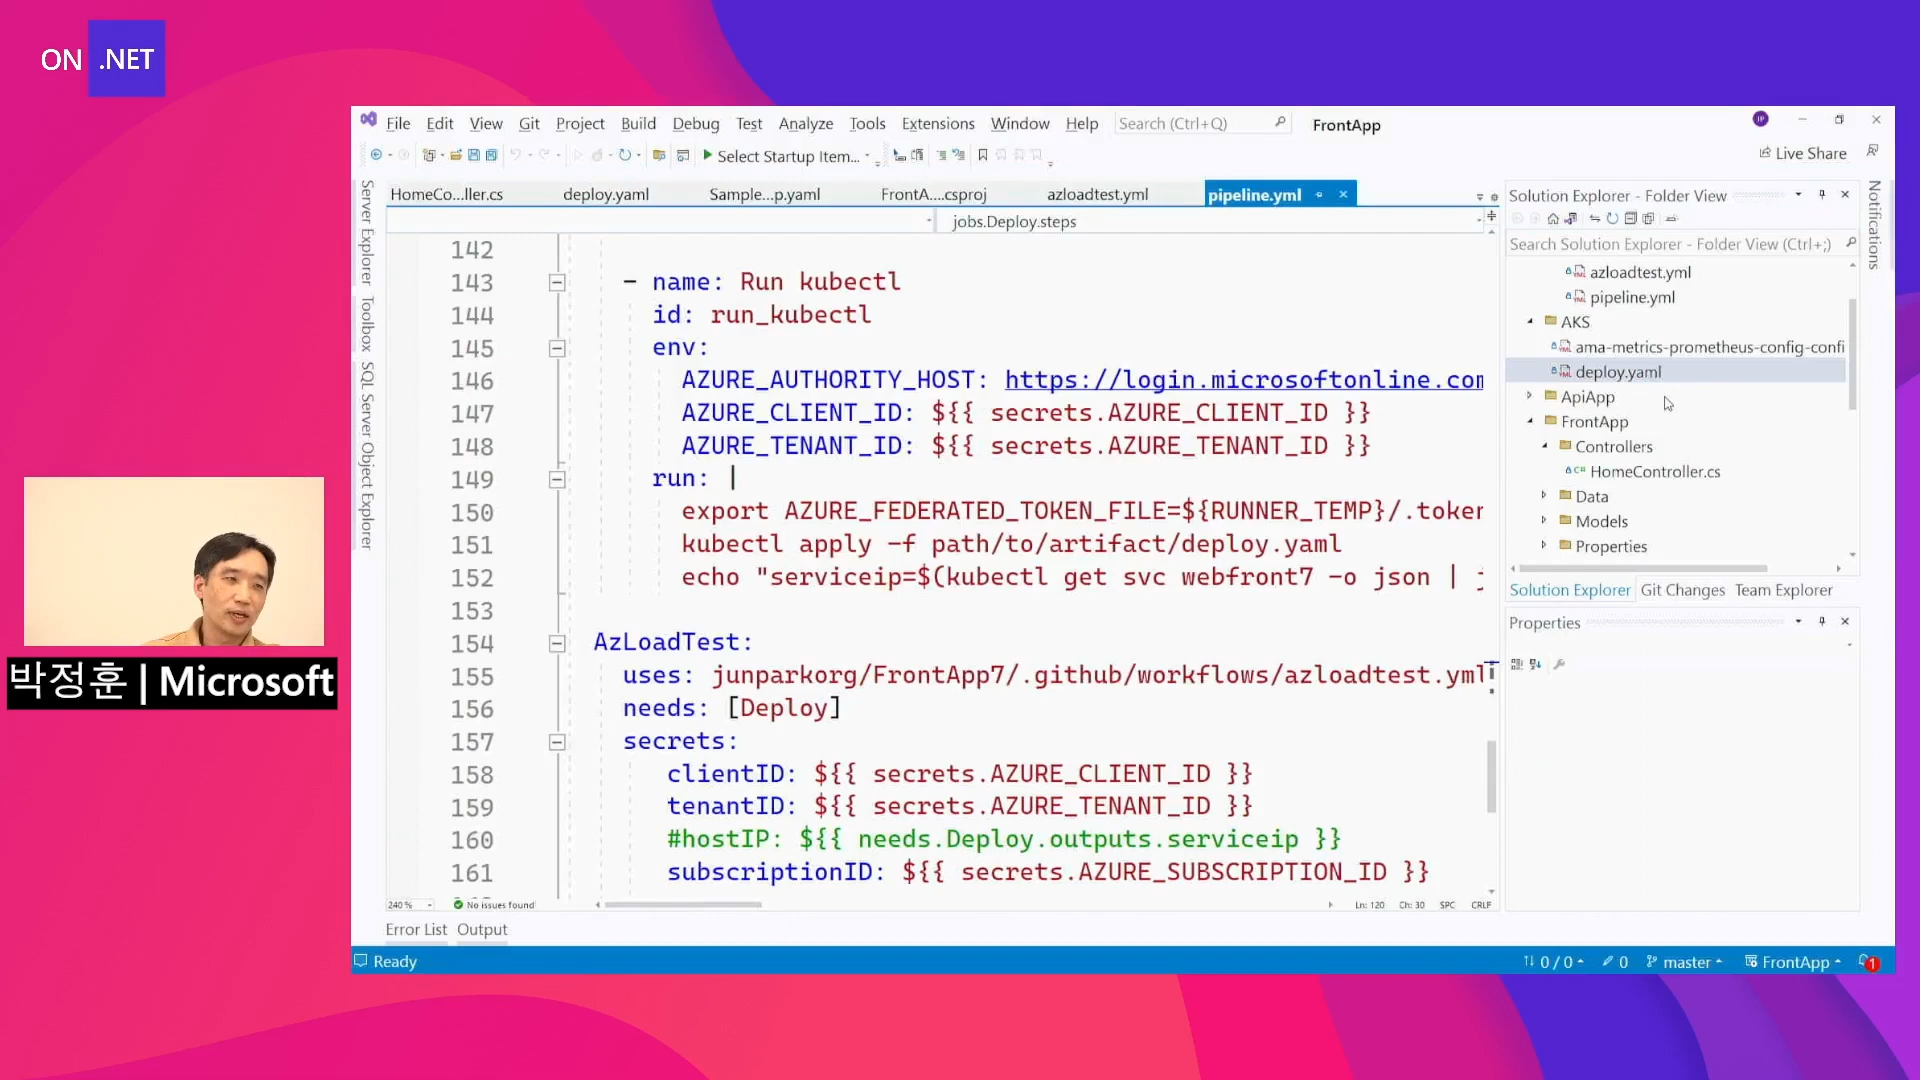 ON .NET
File Edit View Git Project Build Debug Test Analyze Tools Extensions Window Help Search (Ctrl+Q) FrontApp
Select Startup Item...
Live Share
HomeCo...ller.cs deploy.yaml Sample...p.yaml FrontA....csproj azloadtest.yml pipeline.yml
jobs.Deploy.steps
142
143 - name: Run kubectl
144 id: run_kubectl
145 env:
146 AZURE_AUTHORITY_HOST: https://login.microsoftonline.com
147 AZURE_CLIENT_ID: ${{ secrets.AZURE_CLIENT_ID }}
148 AZURE_TENANT_ID: ${{ secrets.AZURE_TENANT_ID }}
149 run: |
150 export AZURE_FEDERATED_TOKEN_FILE=${RUNNER_TEMP}/.token
151 kubectl apply -f path/to/artifact/deploy.yaml
152 echo "serviceip=$(kubectl get svc webfront7 -o json | j
153
154 AzLoadTest:
155 uses: junparkorg/FrontApp7/.github/workflows/azloadtest.yml
156 needs: [Deploy]
157 secrets:
158 clientID: ${{ secrets.AZURE_CLIENT_ID }}
159 tenantID: ${{ secrets.AZURE_TENANT_ID }}
160 #hostIP: ${{ needs.Deploy.outputs.serviceip }}
161 subscriptionID: ${{ secrets.AZURE_SUBSCRIPTION_ID }}
240 % No issues found Ln: 120 Ch: 30 SPC CRLF
Error List Output
Ready
0 / 0 0 master FrontApp 1
Server Explorer
Toolbox
SQL Server Object Explorer
Solution Explorer - Folder View
Search Solution Explorer - Folder View (Ctrl+;)
azloadtest.yml
pipeline.yml
AKS
ama-metrics-prometheus-config-confi
deploy.yaml
ApiApp
FrontApp
Controllers
HomeController.cs
Data
Models
Properties
Solution Explorer Git Changes Team Explorer
Properties
Notifications
박정훈 | Microsoft